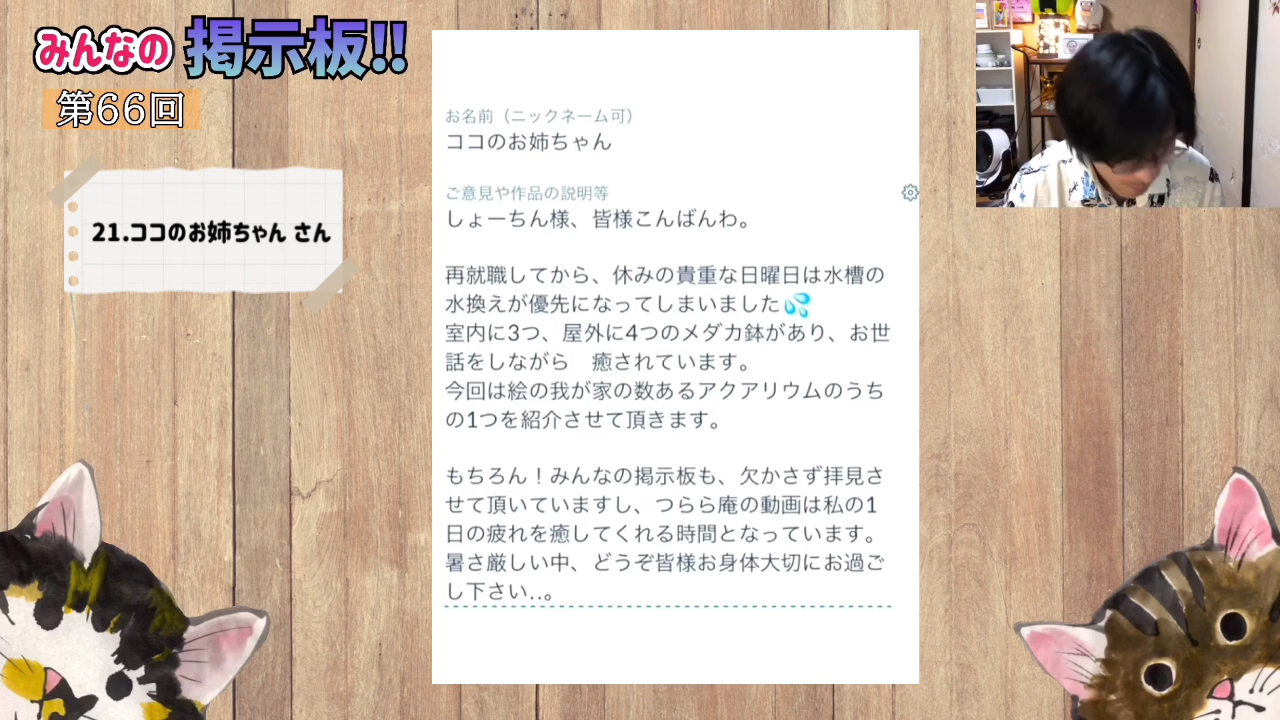 みんなの 掲示板!!
第66回
21.ココのお姉ちゃん さん
お名前（ニックネーム可）
ココのお姉ちゃん
ご意見や作品の説明等
しょーちん様、皆様こんばんわ。
再就職してから、休みの貴重な日曜日は水槽の
水換えが優先になってしまいました💦
室内に3つ、屋外に4つのメダカ鉢があり、お世
話をしながら　癒されています。
今回は絵の我が家の数あるアクアリウムのうち
の1つを紹介させて頂きます。
もちろん！みんなの掲示板も、欠かさず拝見さ
せて頂いていますし、つらら庵の動画は私の1
日の疲れを癒してくれる時間となっています。
暑さ厳しい中、どうぞ皆様お身体大切にお過ご
し下さい‥。